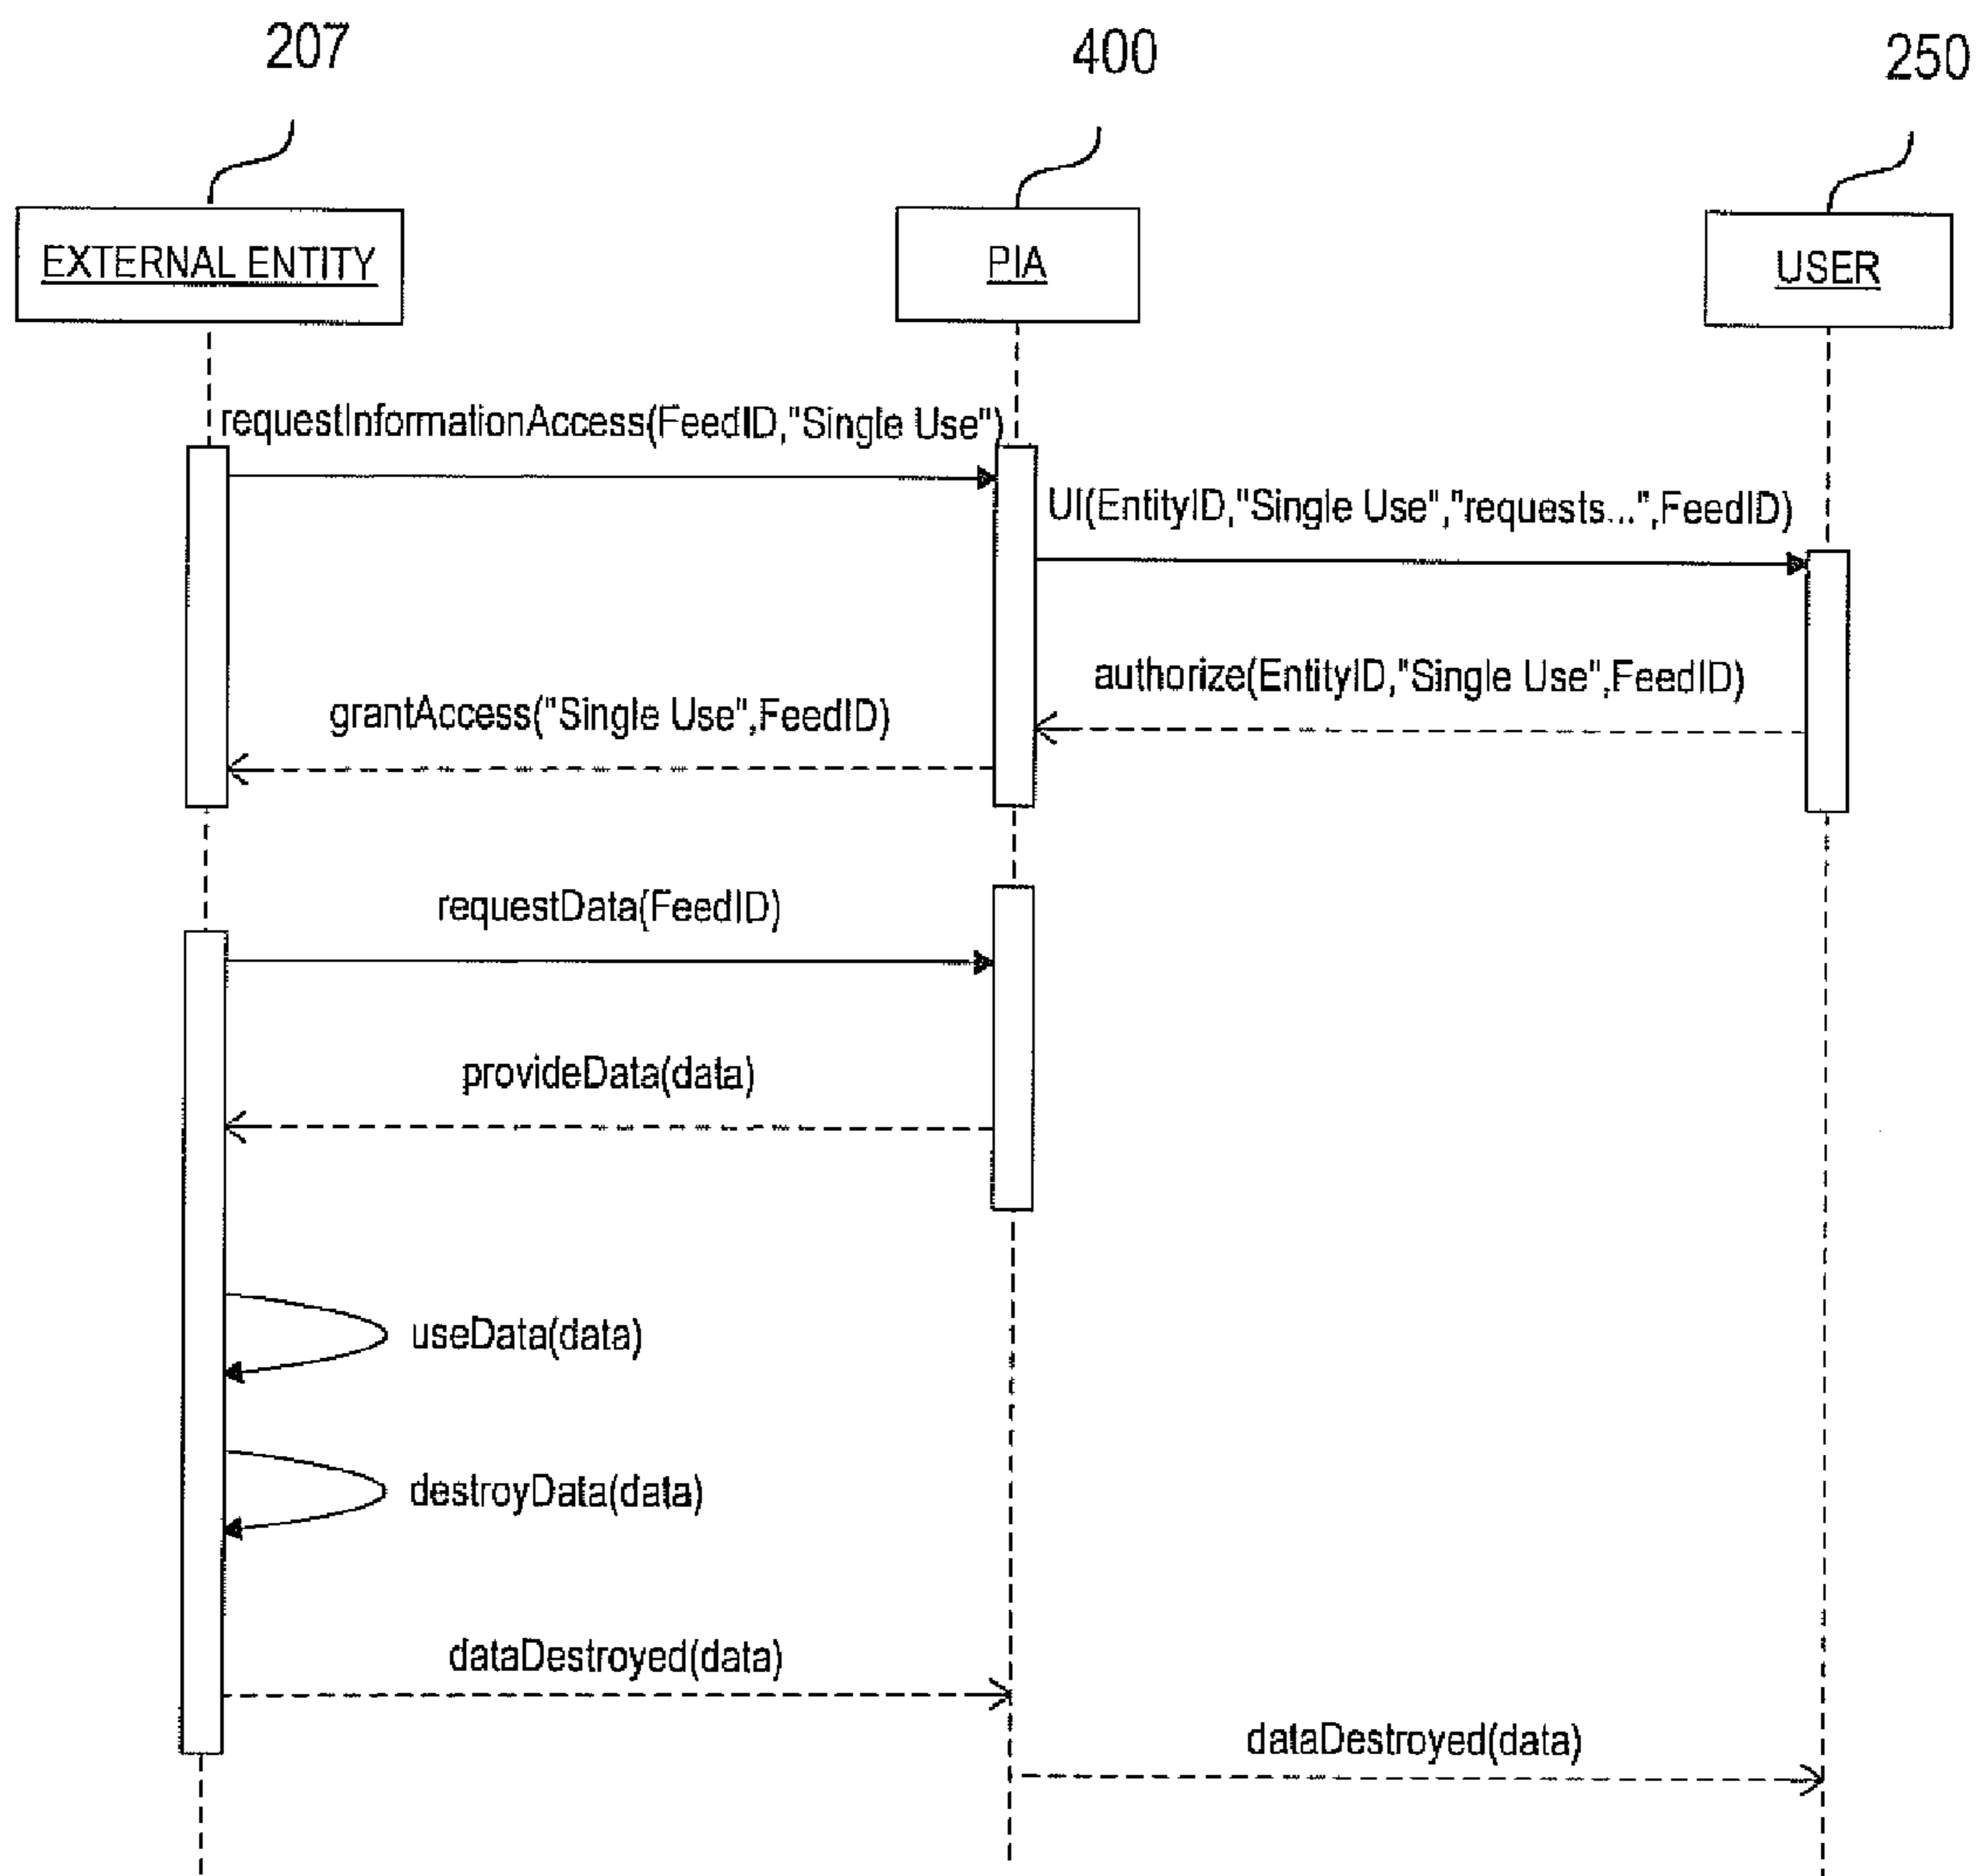 207
400
250
EXTERNAL ENTITY
PIA
USER
requestInformationAccess(FeedID,"Single Use")
UI(EntityID,"Single Use","requests...",FeedID)
authorize(EntityID,"Single Use",FeedID)
grantAccess("Single Use",FeedID)
requestData(FeedID)
provideData(data)
useData(data)
destroyData(data)
dataDestroyed(data)
dataDestroyed(data)